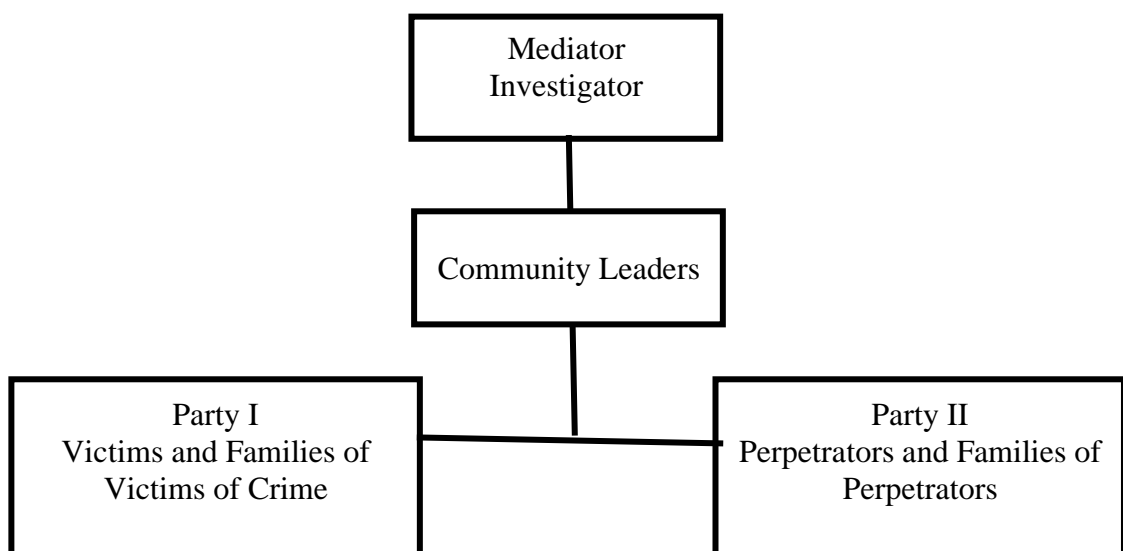 Mediator
Investigator
Community Leaders
Party I
Victims and Families of
Victims of Crime
Party II
Perpetrators and Families of
Perpetrators